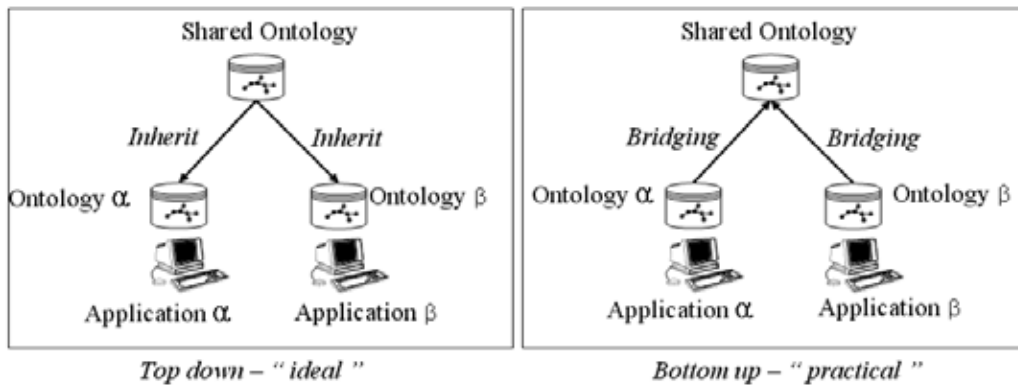 Shared Ontology
Inherit Inherit
Ontology α
Ontology β
Application α
Application β
Top down – “ ideal ”
Shared Ontology
Bridging Bridging
Ontology α
Ontology β
Application α
Application β
Bottom up – “ practical ”